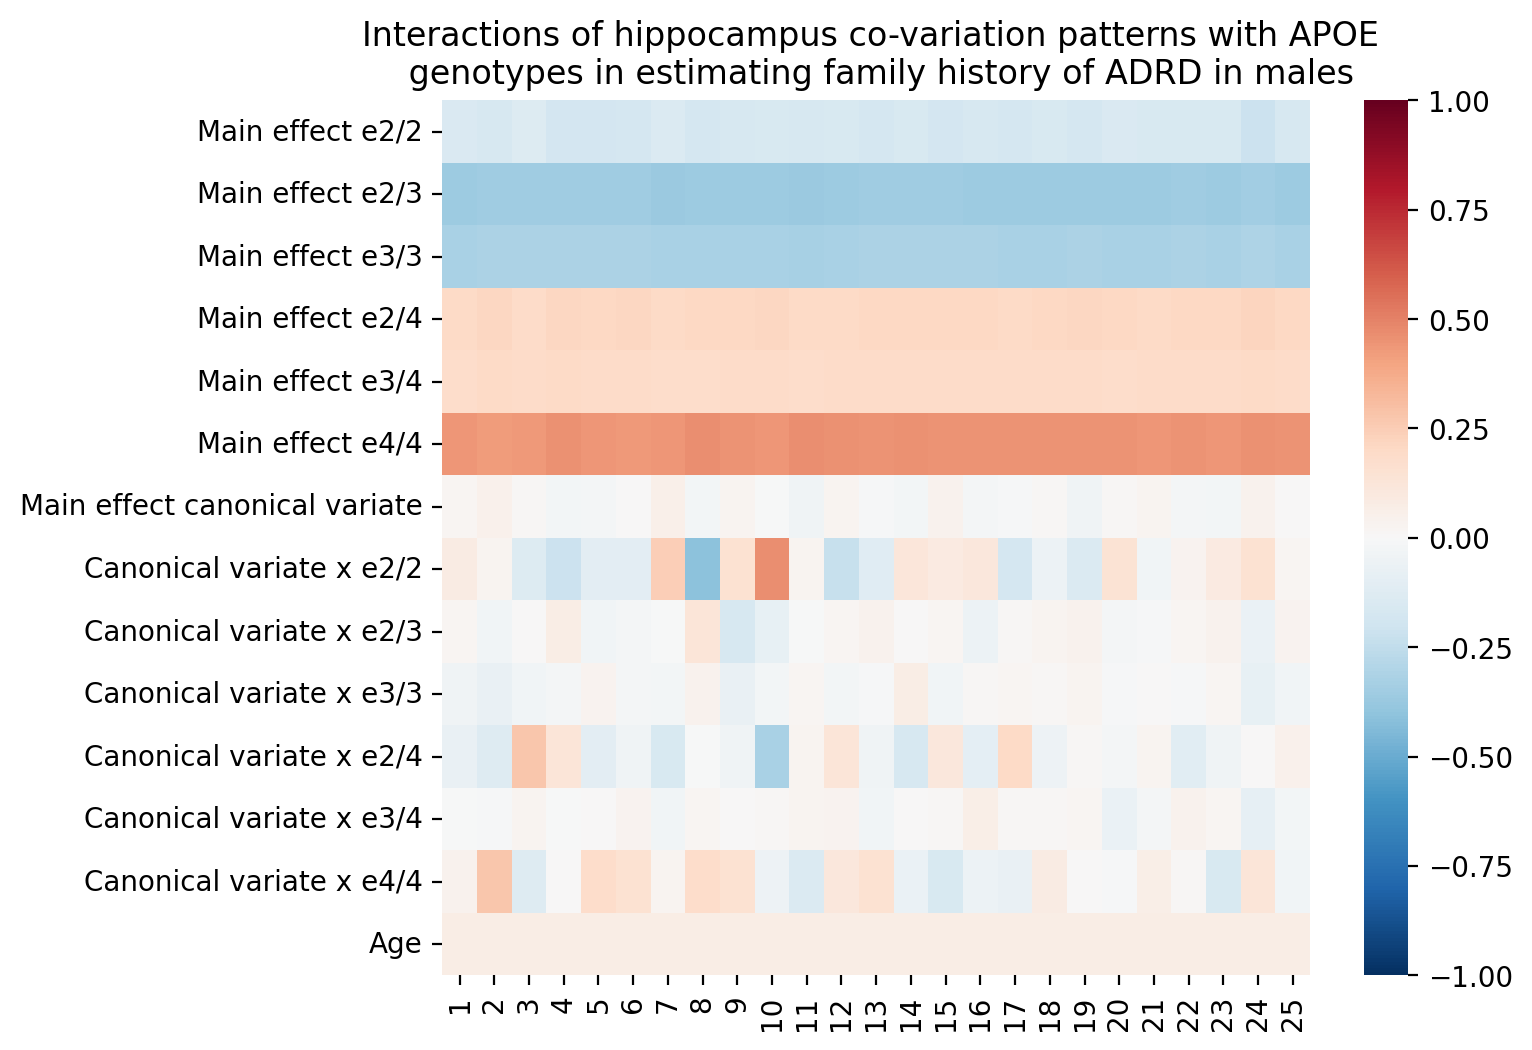 Interactions of hippocampus co-variation patterns with APOE
genotypes in estimating family history of ADRD in males
Main effect e2/2
Main effect e2/3
Main effect e3/3
Main effect e2/4
Main effect e3/4
Main effect e4/4
Main effect canonical variate
Canonical variate x e2/2
Canonical variate x e2/3
Canonical variate x e3/3
Canonical variate x e2/4
Canonical variate x e3/4
Canonical variate x e4/4
Age
1 2 3 4 5 6 7 8 9 10 11 12 13 14 15 16 17 18 19 20 21 22 23 24 25
1.00
0.75
0.50
0.25
0.00
−0.25
−0.50
−0.75
−1.00